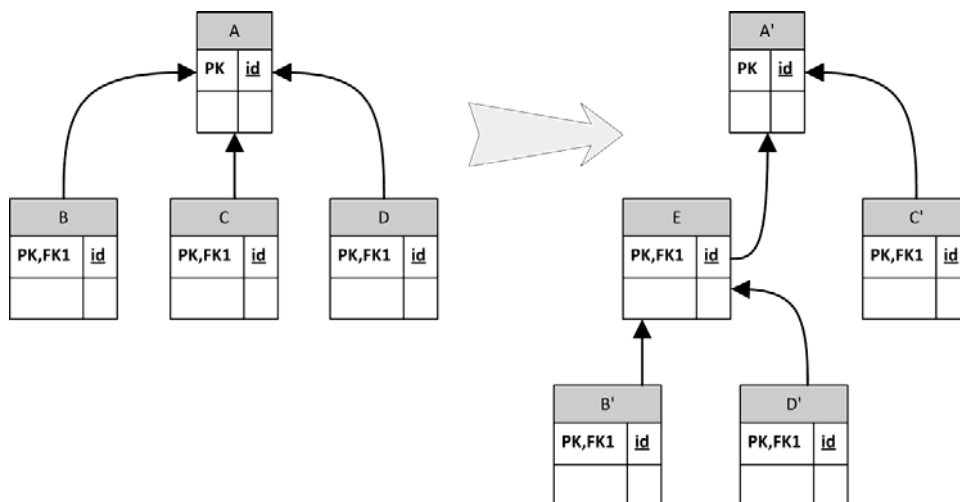 A
PK id
B
PK,FK1 id
C
PK,FK1 id
D
PK,FK1 id
A'
PK id
E
PK,FK1 id
C'
PK,FK1 id
B'
PK,FK1 id
D'
PK,FK1 id